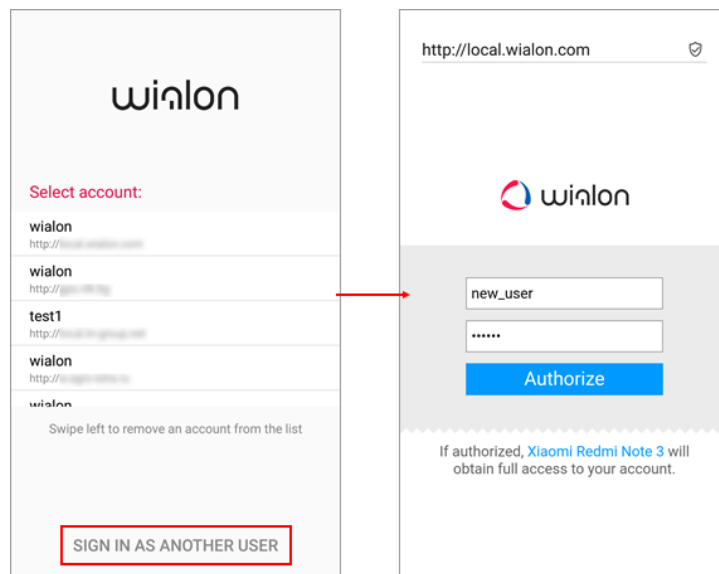 wialon
Select account:
wialon
http://
wialon
http://
test1
http://
wialon
http://
wialon
Swipe left to remove an account from the list
SIGN IN AS ANOTHER USER
http://local.wialon.com
wialon
new_user
••••••
Authorize
If authorized, Xiaomi Redmi Note 3 will
obtain full access to your account.